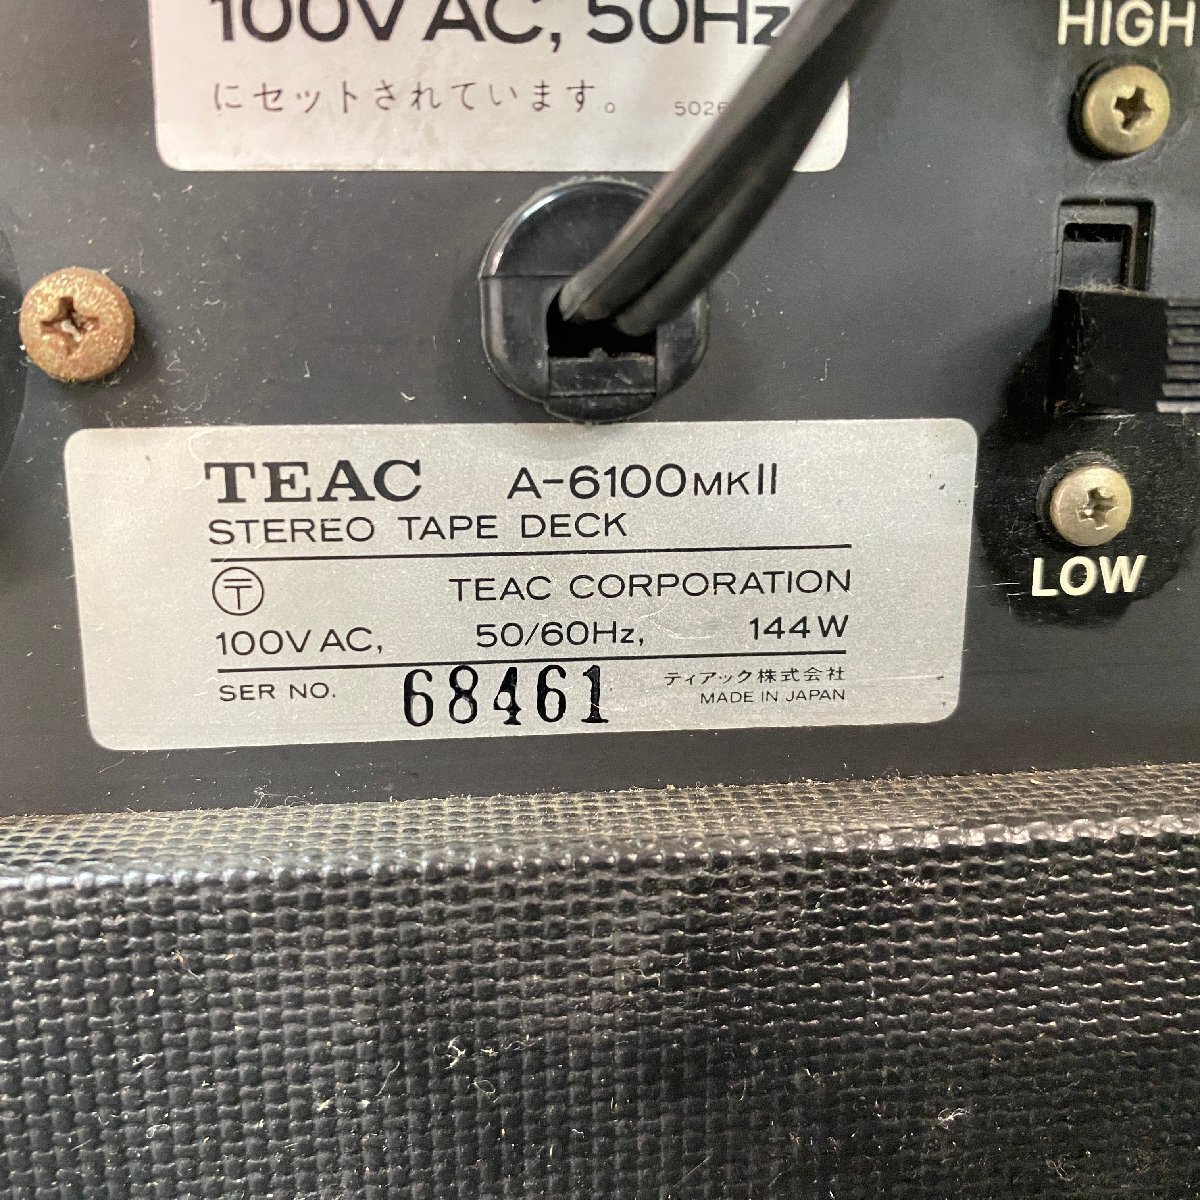 100V AC, 50Hz
にセットされています。
HIGH
TEAC A-6100MKII
STEREO TAPE DECK
〒 TEAC CORPORATION
100V AC, 50/60Hz, 144W
SER NO. 68461
ティアック株式会社
MADE IN JAPAN
LOW